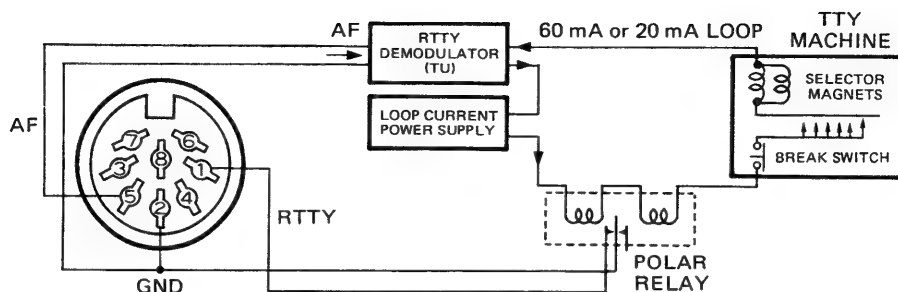 AF
RTTY
DEMODULATOR
(TU)
60 mA or 20 mA LOOP
TTY
MACHINE
SELECTOR
MAGNETS
LOOP CURRENT
POWER SUPPLY
BREAK SWITCH
AF
7
6
8
3
1
5
2
4
RTTY
GND
POLAR
RELAY